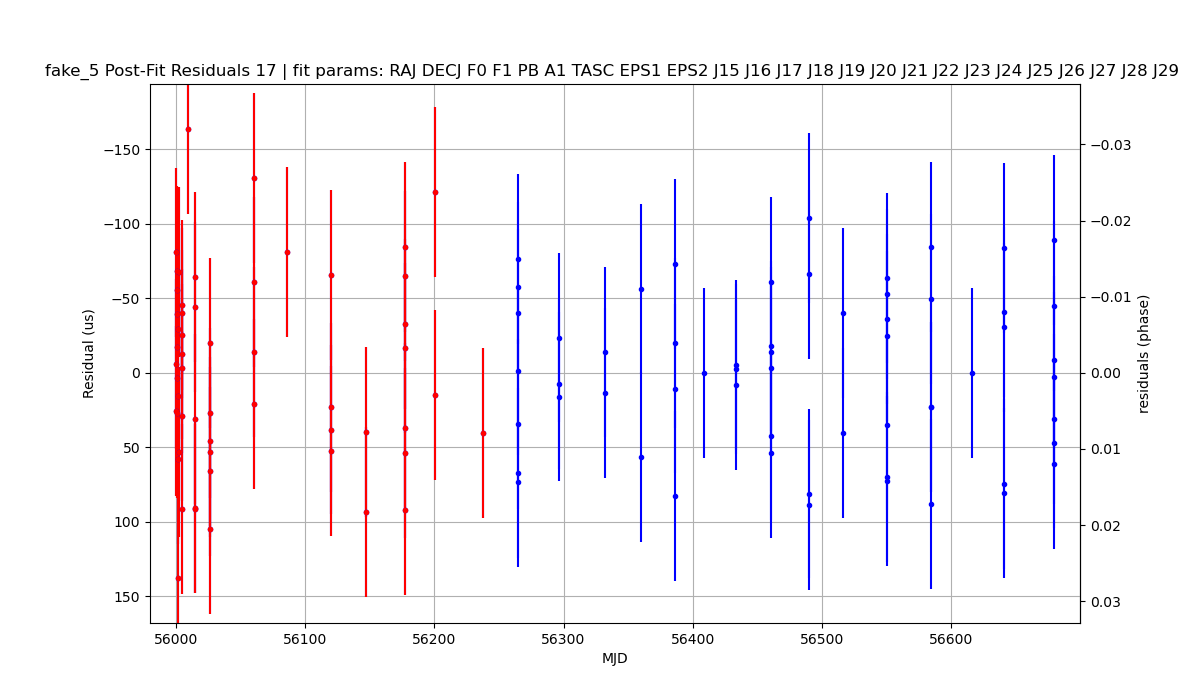 fake_5 Post-Fit Residuals 17 | fit params: RAJ DECJ F0 F1 PB A1 TASC EPS1 EPS2 J15 J16 J17 J18 J19 J20 J21 J22 J23 J24 J25 J26 J27 J28 J29
−150
−100
−50
0
50
100
150
Residual (us)
−0.03
−0.02
−0.01
0.00
0.01
0.02
0.03
residuals (phase)
56000 56100 56200 56300 56400 56500 56600
MJD